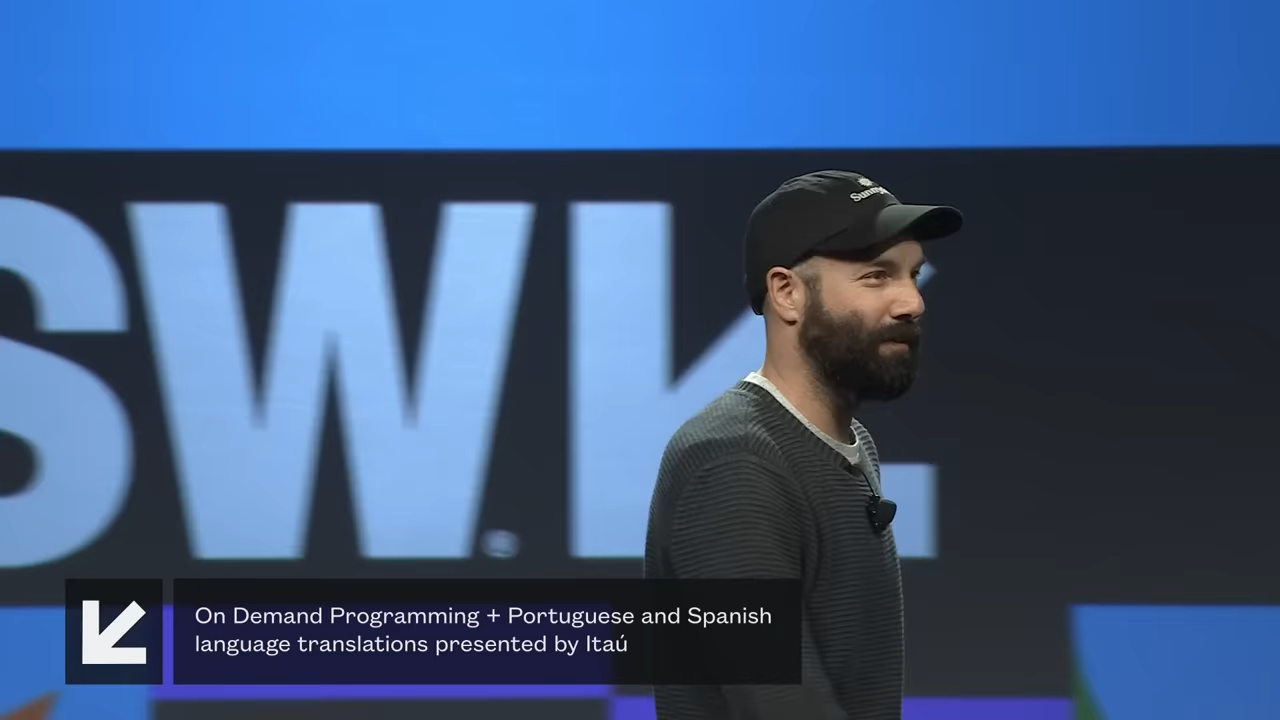 SW
On Demand Programming + Portuguese and Spanish
language translations presented by Itaú